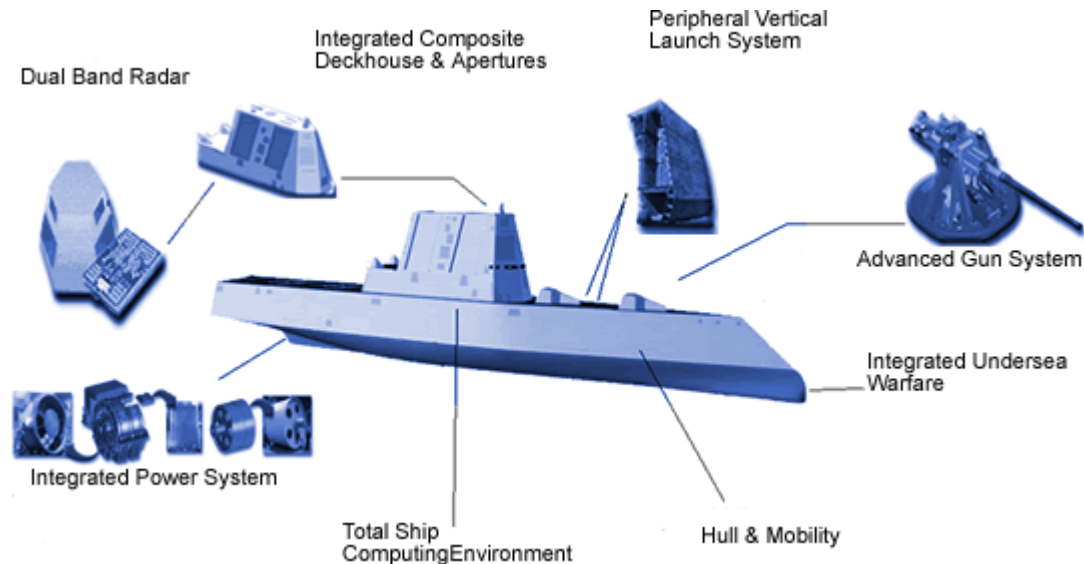 Peripheral Vertical
Launch System
Integrated Composite
Deckhouse & Apertures
Dual Band Radar
Advanced Gun System
Integrated Undersea
Warfare
Integrated Power System
Total Ship
ComputingEnvironment
Hull & Mobility